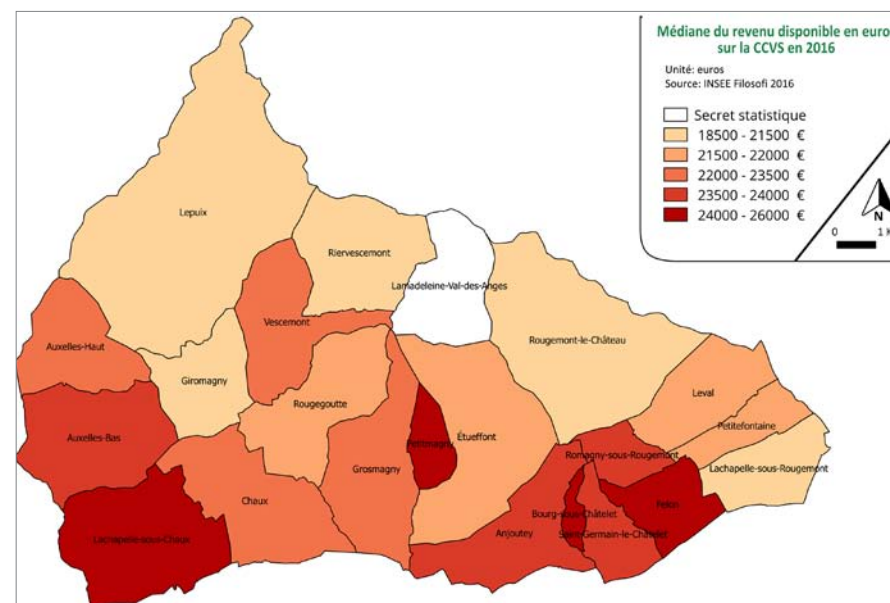 Médiane du revenu disponible en euro
sur la CCVS en 2016
Unité: euros
Source: INSEE Filosofi 2016
Secret statistique
18500 - 21500 €
21500 - 22000 €
22000 - 23500 €
23500 - 24000 €
24000 - 26000 €
N
0 1 K
Lepuix
Riervescemont
Lamadeleine-Val-des-Anges
Vescemont
Auxelles-Haut
Rougemont-le-Château
Giromagny
Leval
Rougegoutte
Petitefontaine
Auxelles-Bas
Petitmagny
Étueffont
Romagny-sous-Rougemont
Lachapelle-sous-Rougemont
Grosmagny
Chaux
Felon
Bourg-sous-Châtelet
Anjoutey
Saint-Germain-le-Châtelet
Lachapelle-sous-Chaux